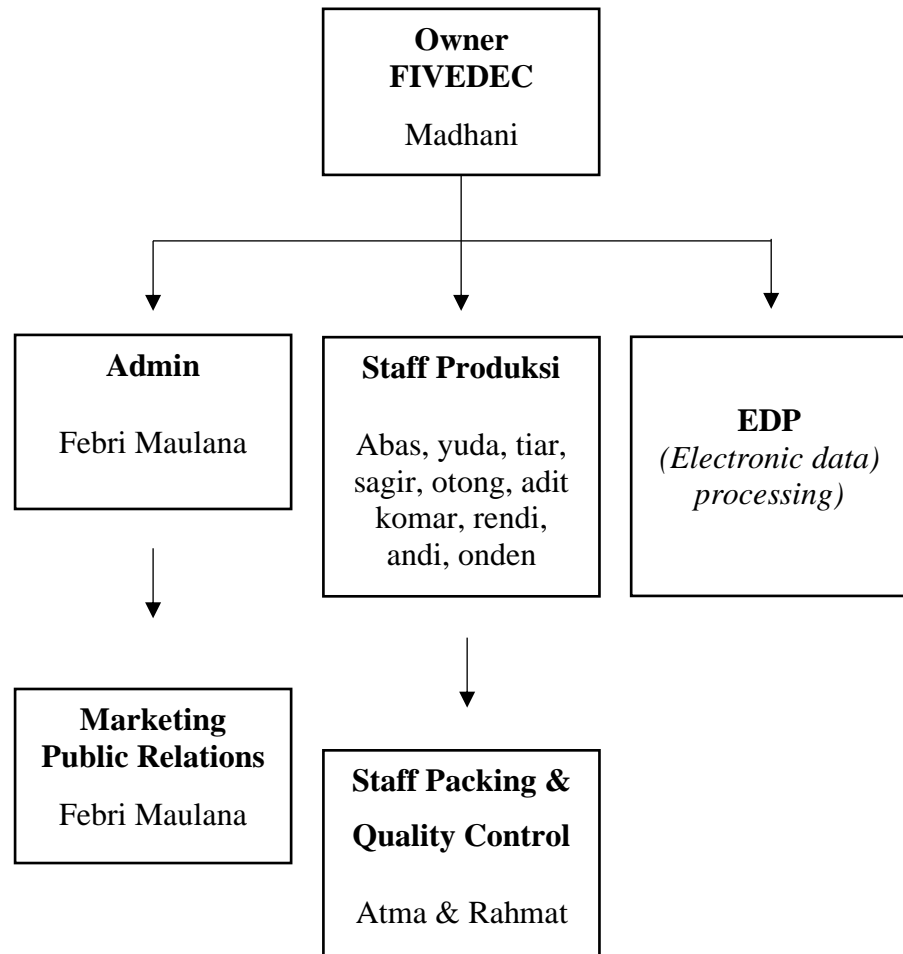 Owner
FIVEDEC
Madhani
Admin
Febri Maulana
Staff Produksi
Abas, yuda, tiar,
sagir, otong, adit
komar, rendi,
andi, onden
EDP
(Electronic data)
processing)
Marketing
Public Relations
Febri Maulana
Staff Packing &
Quality Control
Atma & Rahmat